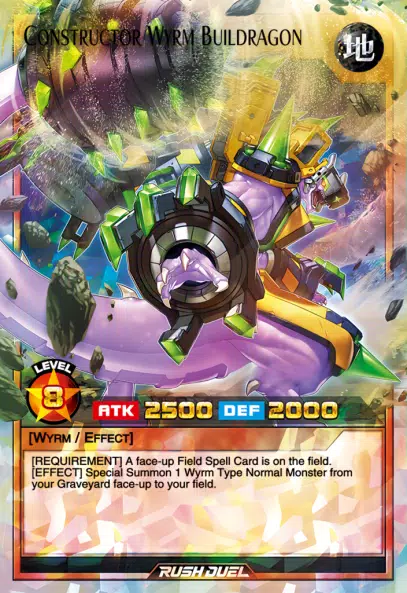 Constructor Wyrm Buildragon
地
LEVEL
8
ATK 2500 DEF 2000
[Wyrm / Effect]
[REQUIREMENT] A face-up Field Spell Card is on the field.
[EFFECT] Special Summon 1 Wyrm Type Normal Monster from
your Graveyard face-up to your field.
RUSH DUEL